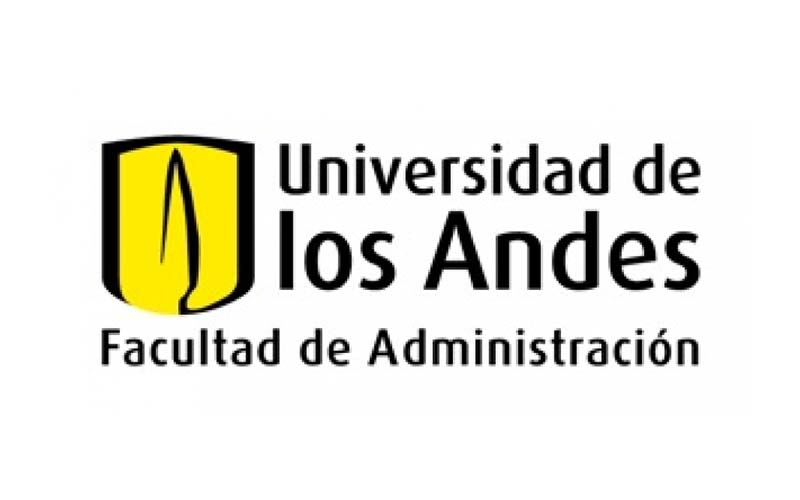 Universidad de
los Andes
Facultad de Administración